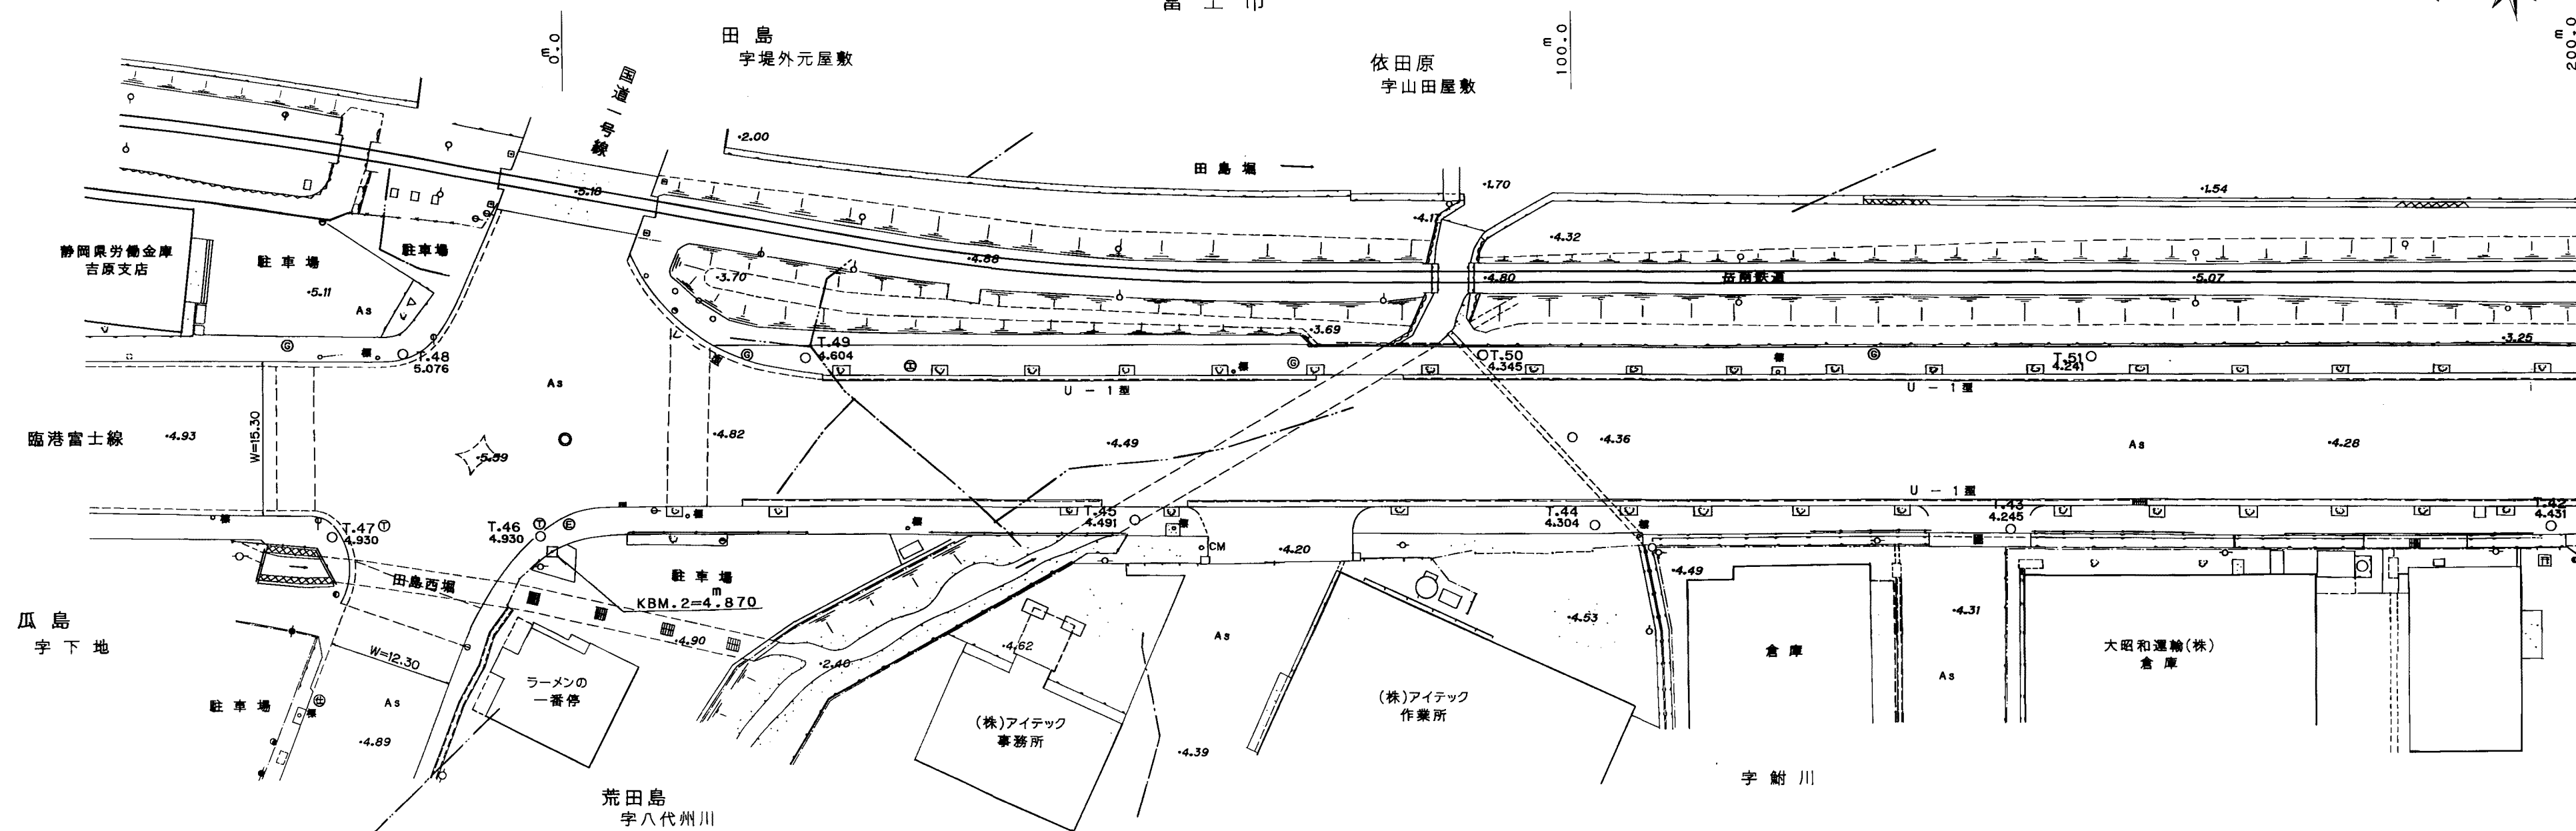 富士市
0.0m
田島
字堤外元屋敷
依田原
字山田屋敷
100.0m
200.0m
国道一号線
·2.00
田島堀
·1.70
·1.54
·4.17
·4.32
静岡県労働金庫
吉原支店
駐車場
駐車場
·5.11
As
·5.18
·4.88
·3.70
·4.80
岳南鉄道
·5.07
·3.69
·3.25
G
標
T.48
5.076
G
T.49
4.604
G
標
T.50
4.345
標
G
T.51
4.241
As
U-1型
U-1型
臨港富士線
·4.93
W=15.30
·5.59
·4.82
·4.49
·4.36
As
·4.28
U-1型
標
T.47
4.930
T
T.46
4.930
T
E
標
標
T.45
4.491
標
T.44
4.304
標
T.43
4.245
T.42
4.431
CM
·4.20
·4.49
田島西堀
駐車場
KBM.2=4.870m
·4.90
·2.40
·4.62
As
·4.53
·4.31
瓜島
字下地
W=12.30
ラーメンの
一番停
倉庫
大昭和運輸(株)
倉庫
As
駐車場
標
As
·4.89
(株)アイテック
事務所
(株)アイテック
作業所
·4.39
字鮒川
荒田島
字八代州川